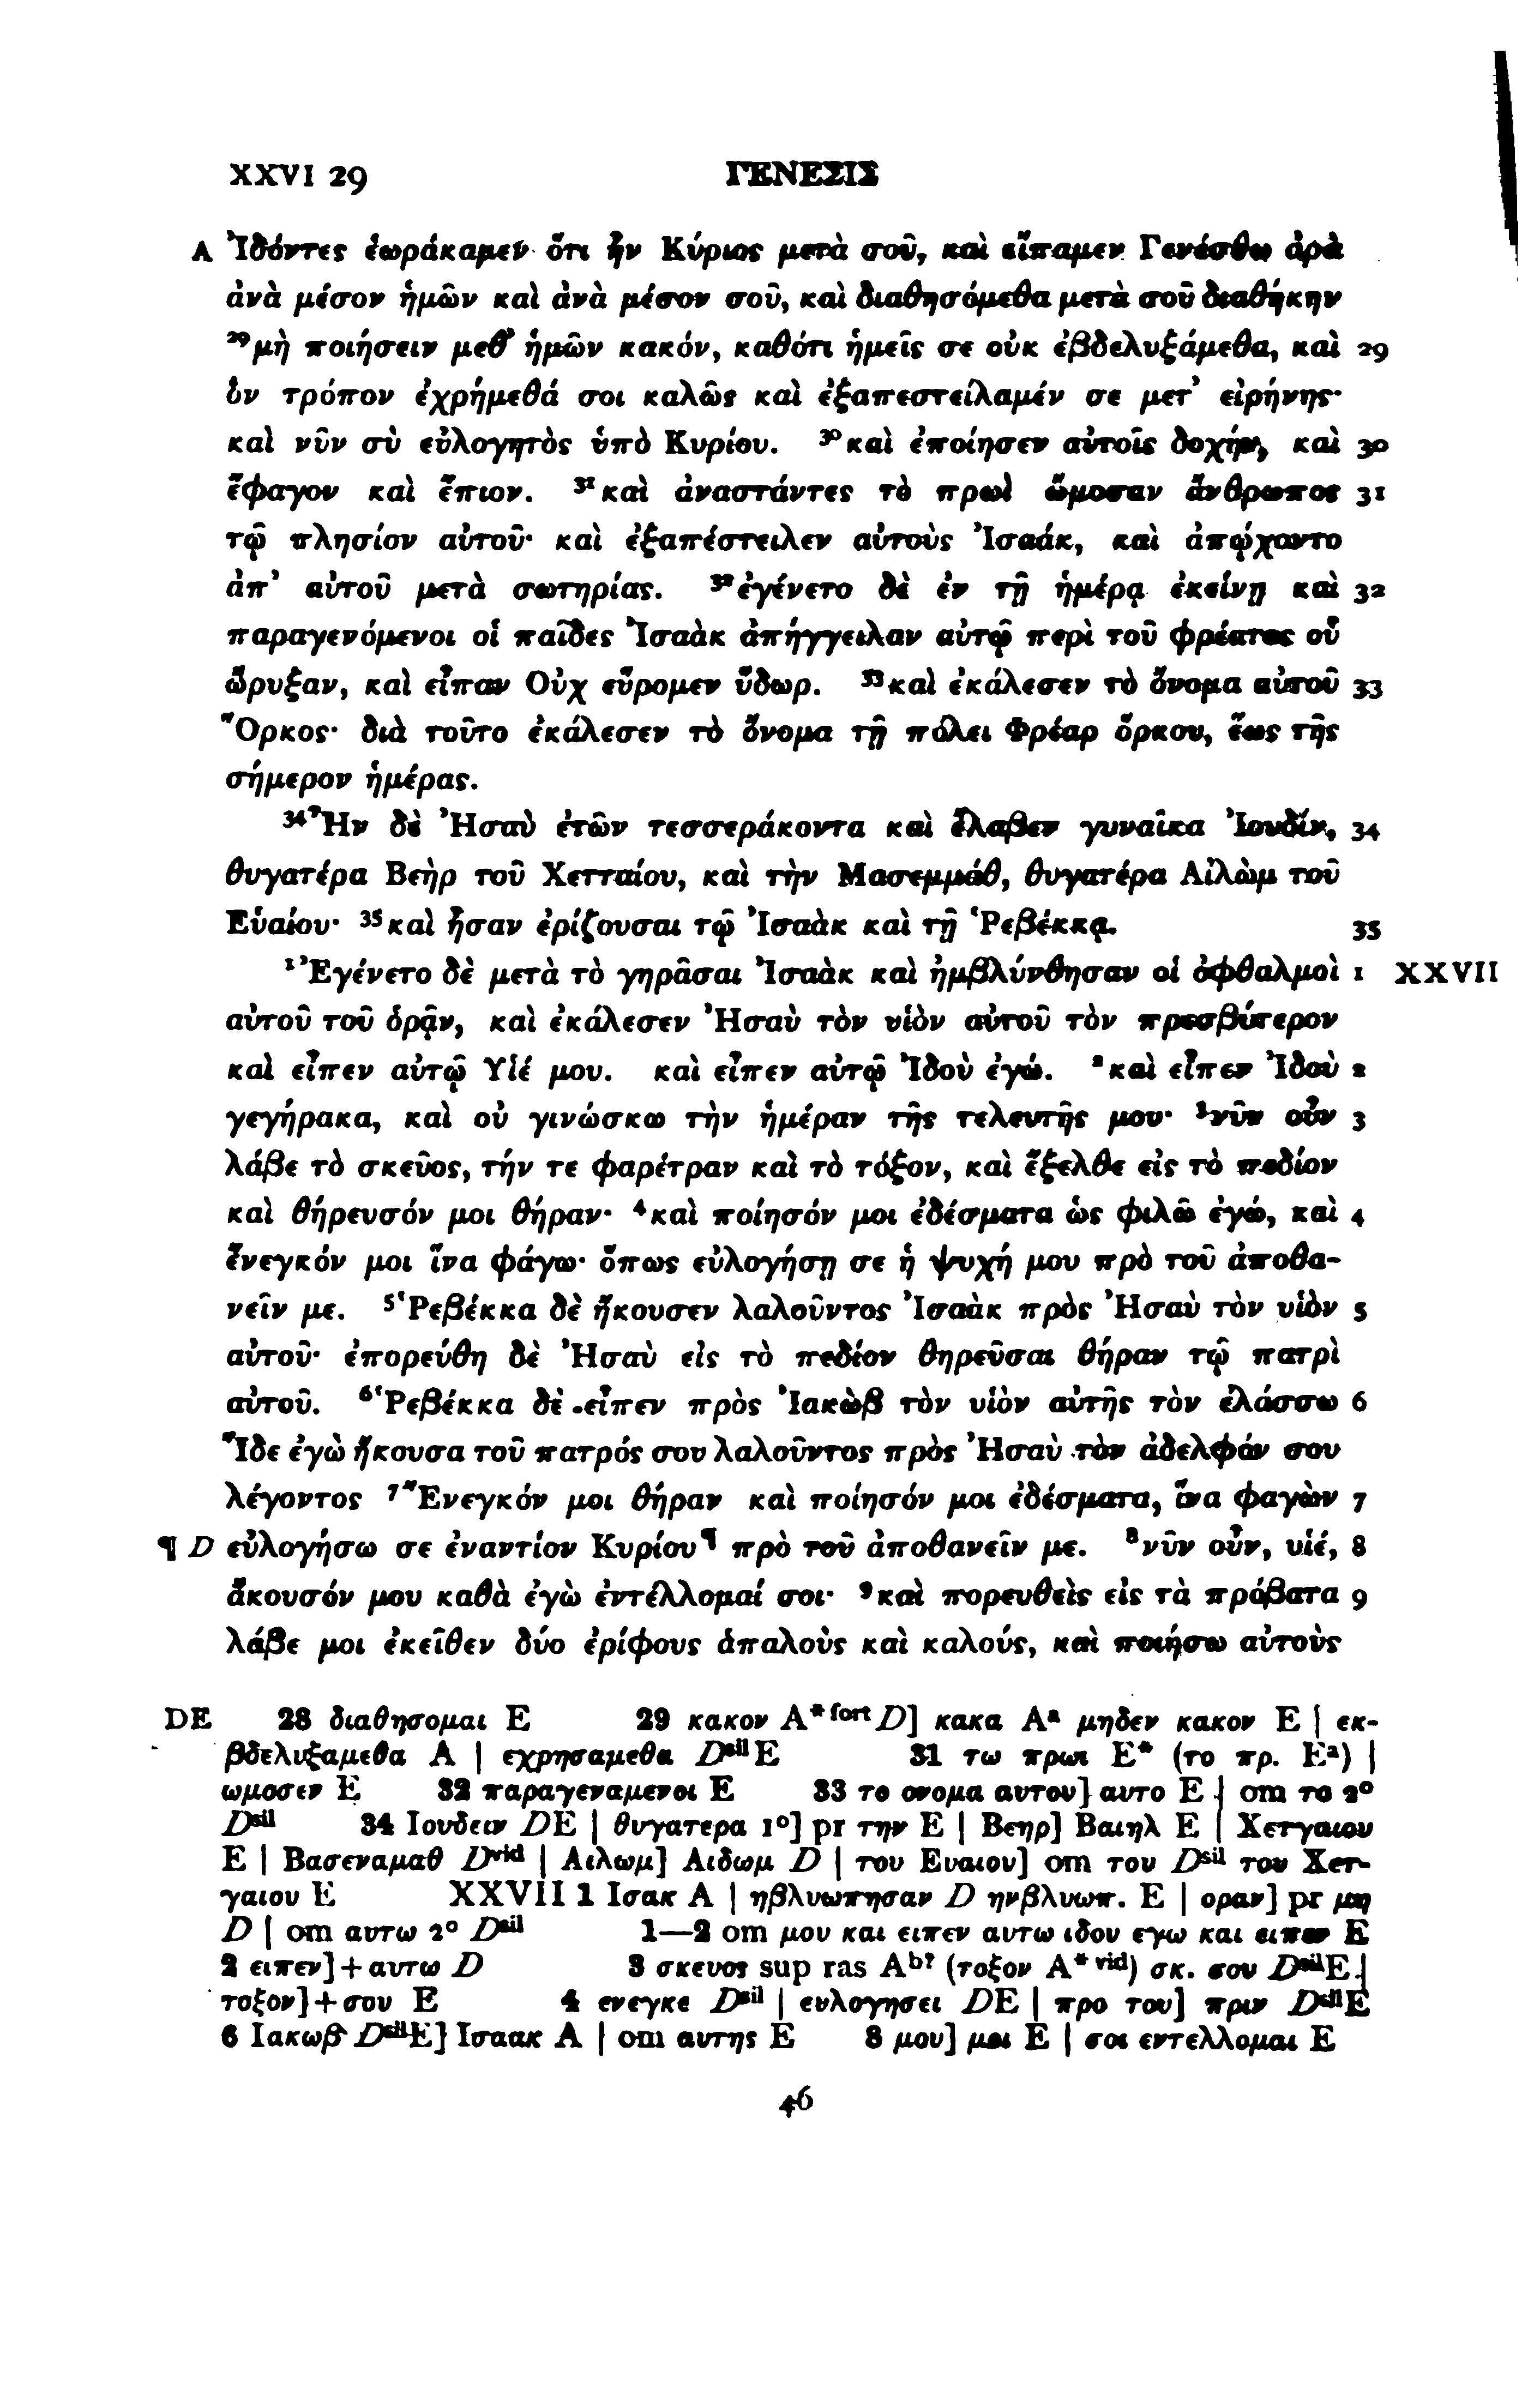 XXVI 29 ΓΕΝΕΣΙΣ
A Ἰδόντες ἑωράκαμεν ὅτι ἦν Κύριος μετὰ σοῦ, καὶ εἴπαμεν Γενέσθω ἀρὰ
ἀνὰ μέσον ἡμῶν καὶ ἀνὰ μέσον σοῦ, καὶ διαθησόμεθα μετὰ σοῦ διαθήκην
²⁹μὴ ποιήσειν μεθ᾽ ἡμῶν κακόν, καθότι ἡμεῖς σε οὐκ ἐβδελυξάμεθα, καὶ 29
ὃν τρόπον ἐχρήμεθά σοι καλῶς καὶ ἐξαπεστείλαμέν σε μετ᾽ εἰρήνης·
καὶ νῦν σὺ εὐλογητὸς ὑπὸ Κυρίου. ³⁰καὶ ἐποίησεν αὐτοῖς δοχήν, καὶ 30
ἔφαγον καὶ ἔπιον. ³¹καὶ ἀναστάντες τὸ πρωὶ ὤμοσαν ἄνθρωπος 31
τῷ πλησίον αὐτοῦ· καὶ ἐξαπέστειλεν αὐτοὺς Ἰσαάκ, καὶ ἀπῴχοντο
ἀπ᾽ αὐτοῦ μετὰ σωτηρίας. ³²ἐγένετο δὲ ἐν τῇ ἡμέρᾳ ἐκείνῃ καὶ 32
παραγενόμενοι οἱ παῖδες Ἰσαὰκ ἀπήγγειλαν αὐτῷ περὶ τοῦ φρέατος οὗ
ὤρυξαν, καὶ εἶπαν Οὐχ εὕρομεν ὕδωρ. ³³καὶ ἐκάλεσεν τὸ ὄνομα αὐτοῦ 33
Ὅρκος· διὰ τοῦτο ἐκάλεσεν τὸ ὄνομα τῇ πόλει Φρέαρ ὅρκου, ἕως τῆς
σήμερον ἡμέρας.
³⁴Ἦν δὲ Ἠσαὺ ἐτῶν τεσσεράκοντα καὶ ἔλαβεν γυναῖκα Ἰουδίν, 34
θυγατέρα Βεὴρ τοῦ Χετταίου, καὶ τὴν Μασεμμάθ, θυγατέρα Αἰλὼμ τοῦ
Εὑαίου· ³⁵καὶ ἦσαν ἐρίζουσαι τῷ Ἰσαὰκ καὶ τῇ Ῥεβέκκᾳ. 35
¹Ἐγένετο δὲ μετὰ τὸ γηρᾶσαι Ἰσαὰκ καὶ ἠμβλύνθησαν οἱ ὀφθαλμοὶ 1 XXVII
αὐτοῦ τοῦ ὁρᾷν, καὶ ἐκάλεσεν Ἠσαὺ τὸν υἱὸν αὐτοῦ τὸν πρεσβύτερον
καὶ εἶπεν αὐτῷ Υἱέ μου. καὶ εἶπεν αὐτῷ Ἰδοὺ ἐγώ. ²καὶ εἶπεν Ἰδοὺ 2
γεγήρακα, καὶ οὐ γινώσκω τὴν ἡμέραν τῆς τελευτῆς μου· ³νῦν οὖν 3
λάβε τὸ σκεῦος, τήν τε φαρέτραν καὶ τὸ τόξον, καὶ ἔξελθε εἰς τὸ πεδίον
καὶ θήρευσόν μοι θήραν· ⁴καὶ ποίησόν μοι ἐδέσματα ὡς φιλῶ ἐγώ, καὶ 4
ἔνεγκόν μοι ἵνα φάγω· ὅπως εὐλογήσῃ σε ἡ ψυχή μου πρὸ τοῦ ἀποθα-
νεῖν με. ⁵Ῥεβέκκα δὲ ἤκουσεν λαλοῦντος Ἰσαὰκ πρὸς Ἠσαὺ τὸν υἱὸν 5
αὐτοῦ· ἐπορεύθη δὲ Ἠσαὺ εἰς τὸ πεδίον θηρεῦσαι θήραν τῷ πατρὶ
αὐτοῦ. ⁶Ῥεβέκκα δὲ εἶπεν πρὸς Ἰακὼβ τὸν υἱὸν αὐτῆς τὸν ἐλάσσω 6
Ἴδε ἐγὼ ἤκουσα τοῦ πατρός σου λαλοῦντος πρὸς Ἠσαὺ τὸν ἀδελφόν σου
λέγοντος ⁷Ἔνεγκόν μοι θήραν καὶ ποίησόν μοι ἐδέσματα, ἵνα φαγὼν 7
¶ D εὐλογήσω σε ἐναντίον Κυρίου¶ πρὸ τοῦ ἀποθανεῖν με. ⁸νῦν οὖν, υἱέ, 8
ἄκουσόν μου καθὰ ἐγὼ ἐντέλλομαί σοι· ⁹καὶ πορευθεὶς εἰς τὰ πρόβατα 9
λάβε μοι ἐκεῖθεν δύο ἐρίφους ἁπαλοὺς καὶ καλούς, καὶ ποιήσω αὐτοὺς
DE 28 διαθησομαι E 29 κακον A*fort D] κακα Aa μηδεν κακον E | εκ-
βδελυξαμεθα A | εχρησαμεθα Dsil E 31 τω πρωι E* (το πρ. Ea) |
ωμοσεν E 32 παραγεναμενοι E 33 το ονομα αυτου] αυτο E | om το 2°
Dsil 34 Ιουδειν DE | θυγατερα 1°] pr την E | Βεηρ] Βαιηλ E | Χετγαιου
E | Βασεναμαθ Dvid | Αιλωμ] Αιδωμ D | του Ευαιου] om του Dsil του Χετ-
γαιου E XXVII 1 Ισακ A | ηβλυωπησαν D ηνβλυωπ. E | οραν] pr μη
D | om αυτω 2° Dsil 1—2 om μου και ειπεν αυτω ιδου εγω και ειπεν E
2 ειπεν]+αυτω D 3 σκευος sup ras Ab? (τοξον A*vid) σκ. σου Dsil E |
τοξον]+σου E 4 ενεγκε Dsil | ευλογησει DE | προ του] πριν Dsil E
6 Ιακωβ Dsil E] Ισαακ A | om αυτης E 8 μου] μοι E | σοι εντελλομαι E
46